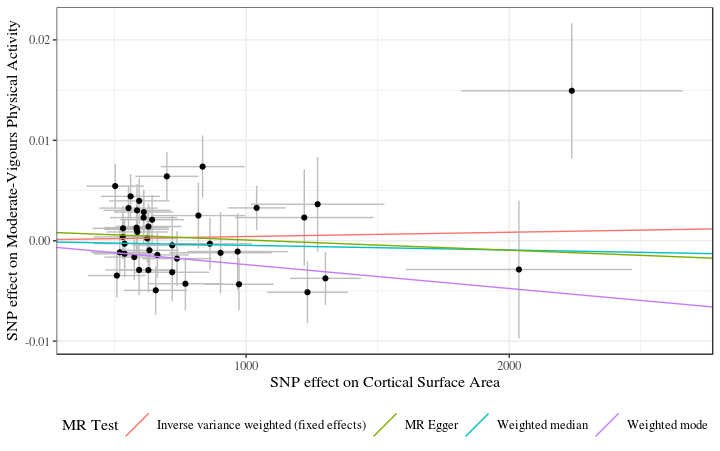 SNP effect on Moderate-Vigours Physical Activity
0.02
0.01
0.00
-0.01
1000
2000
SNP effect on Cortical Surface Area
MR Test
Inverse variance weighted (fixed effects)
MR Egger
Weighted median
Weighted mode